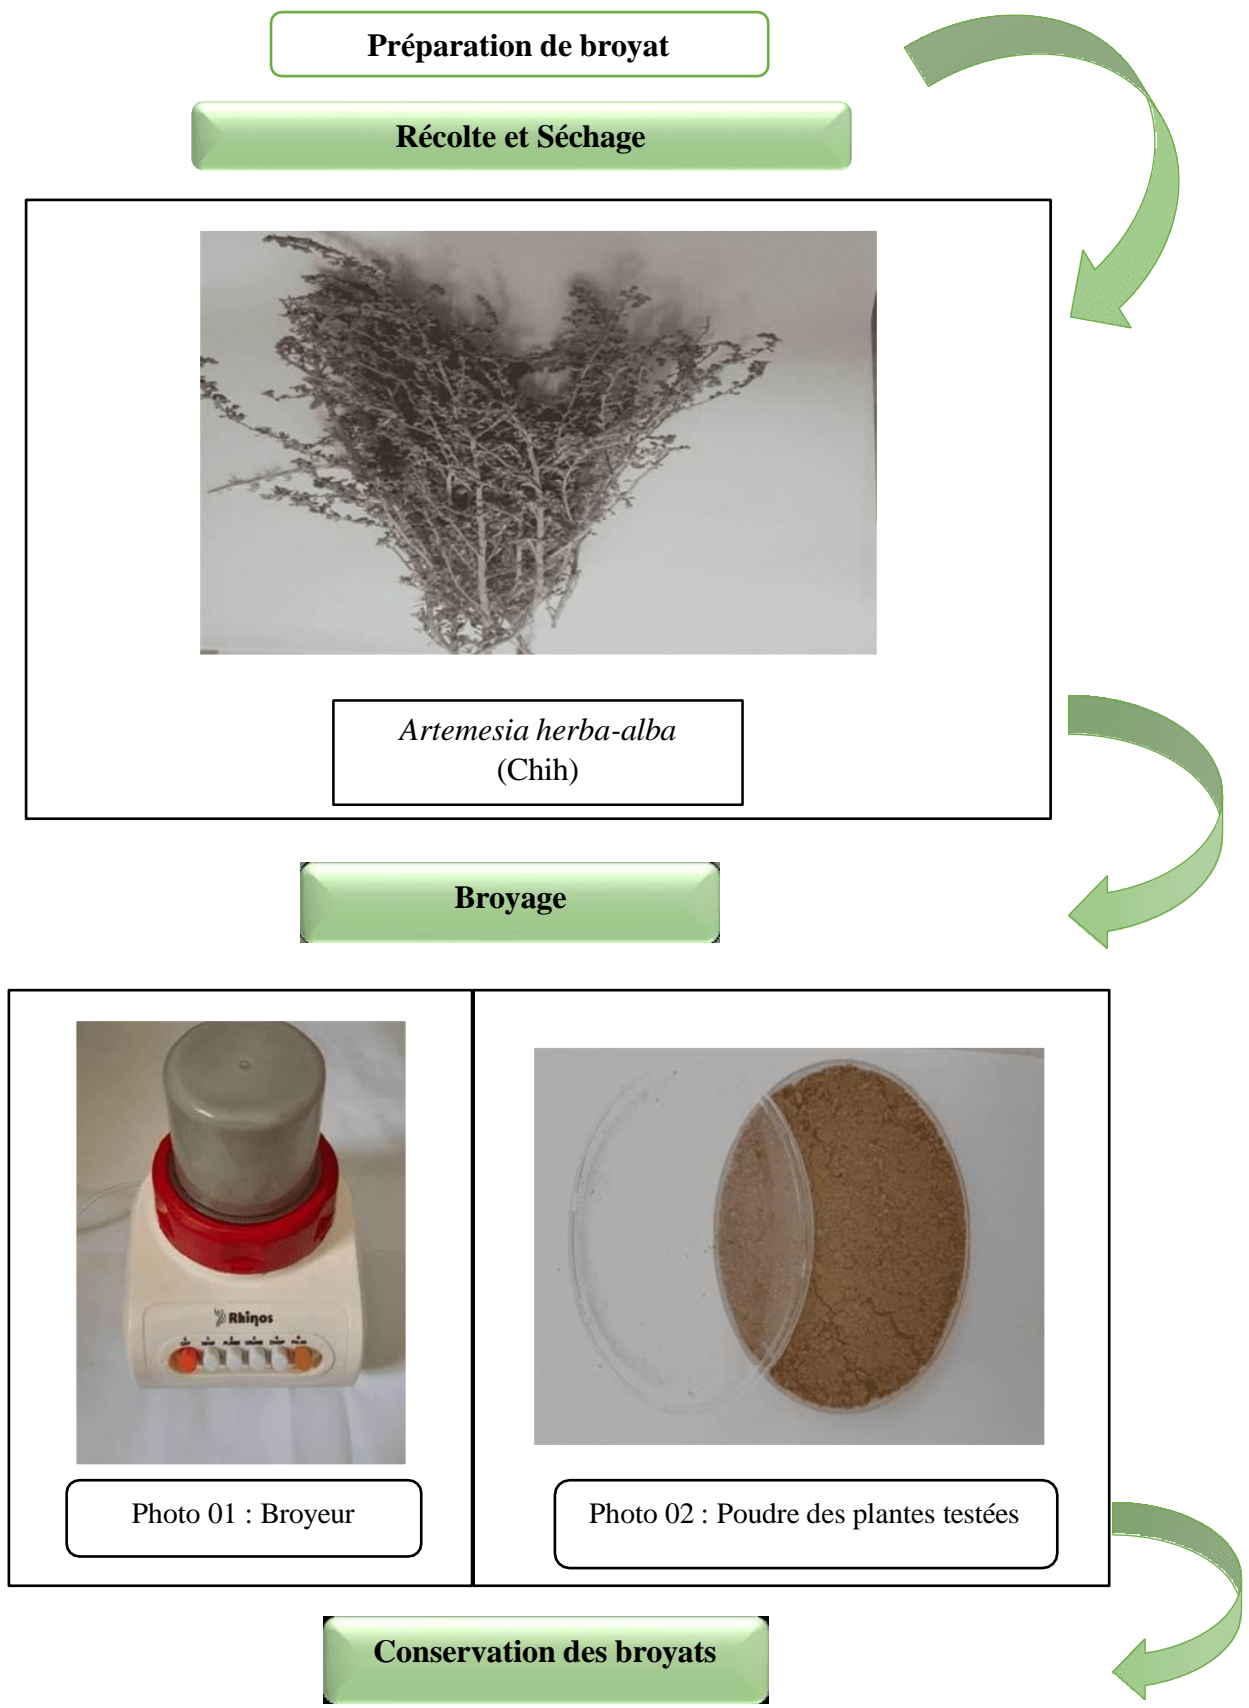 Préparation de broyat
Récolte et Séchage
Artemesia herba-alba
(Chih)
Broyage
Rhinos
OFF
Photo 01 : Broyeur
Photo 02 : Poudre des plantes testées
Conservation des broyats